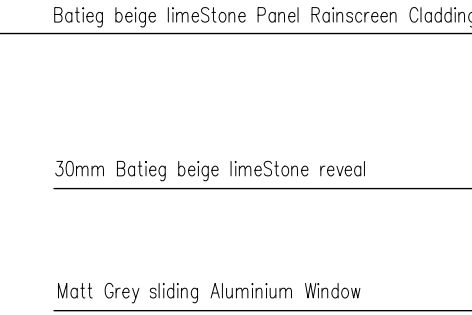 Batieg beige limeStone Panel Rainscreen Cladding
30mm Batieg beige limeStone reveal
Matt Grey sliding Aluminium Window